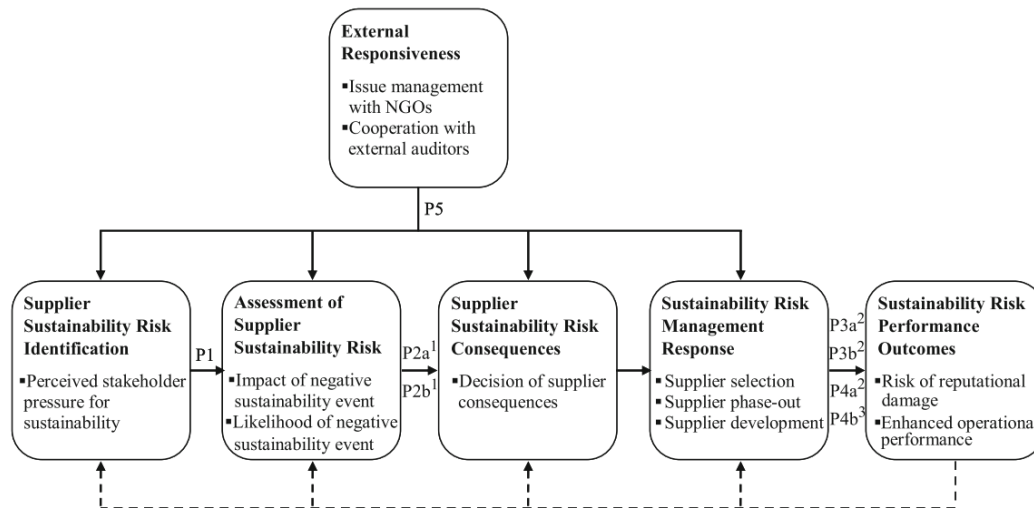 External
Responsiveness
▪Issue management
with NGOs
▪Cooperation with
external auditors
P5
Supplier
Sustainability Risk
Identification
▪Perceived stakeholder
pressure for
sustainability
P1
Assessment of
Supplier
Sustainability Risk
▪Impact of negative
sustainability event
▪Likelihood of negative
sustainability event
P2a¹
P2b¹
Supplier
Sustainability Risk
Consequences
▪Decision of supplier
consequences
Sustainability Risk
Management
Response
▪Supplier selection
▪Supplier phase-out
▪Supplier development
P3a²
P3b²
P4a²
P4b³
Sustainability Risk
Performance
Outcomes
▪Risk of reputational
damage
▪Enhanced operational
performance